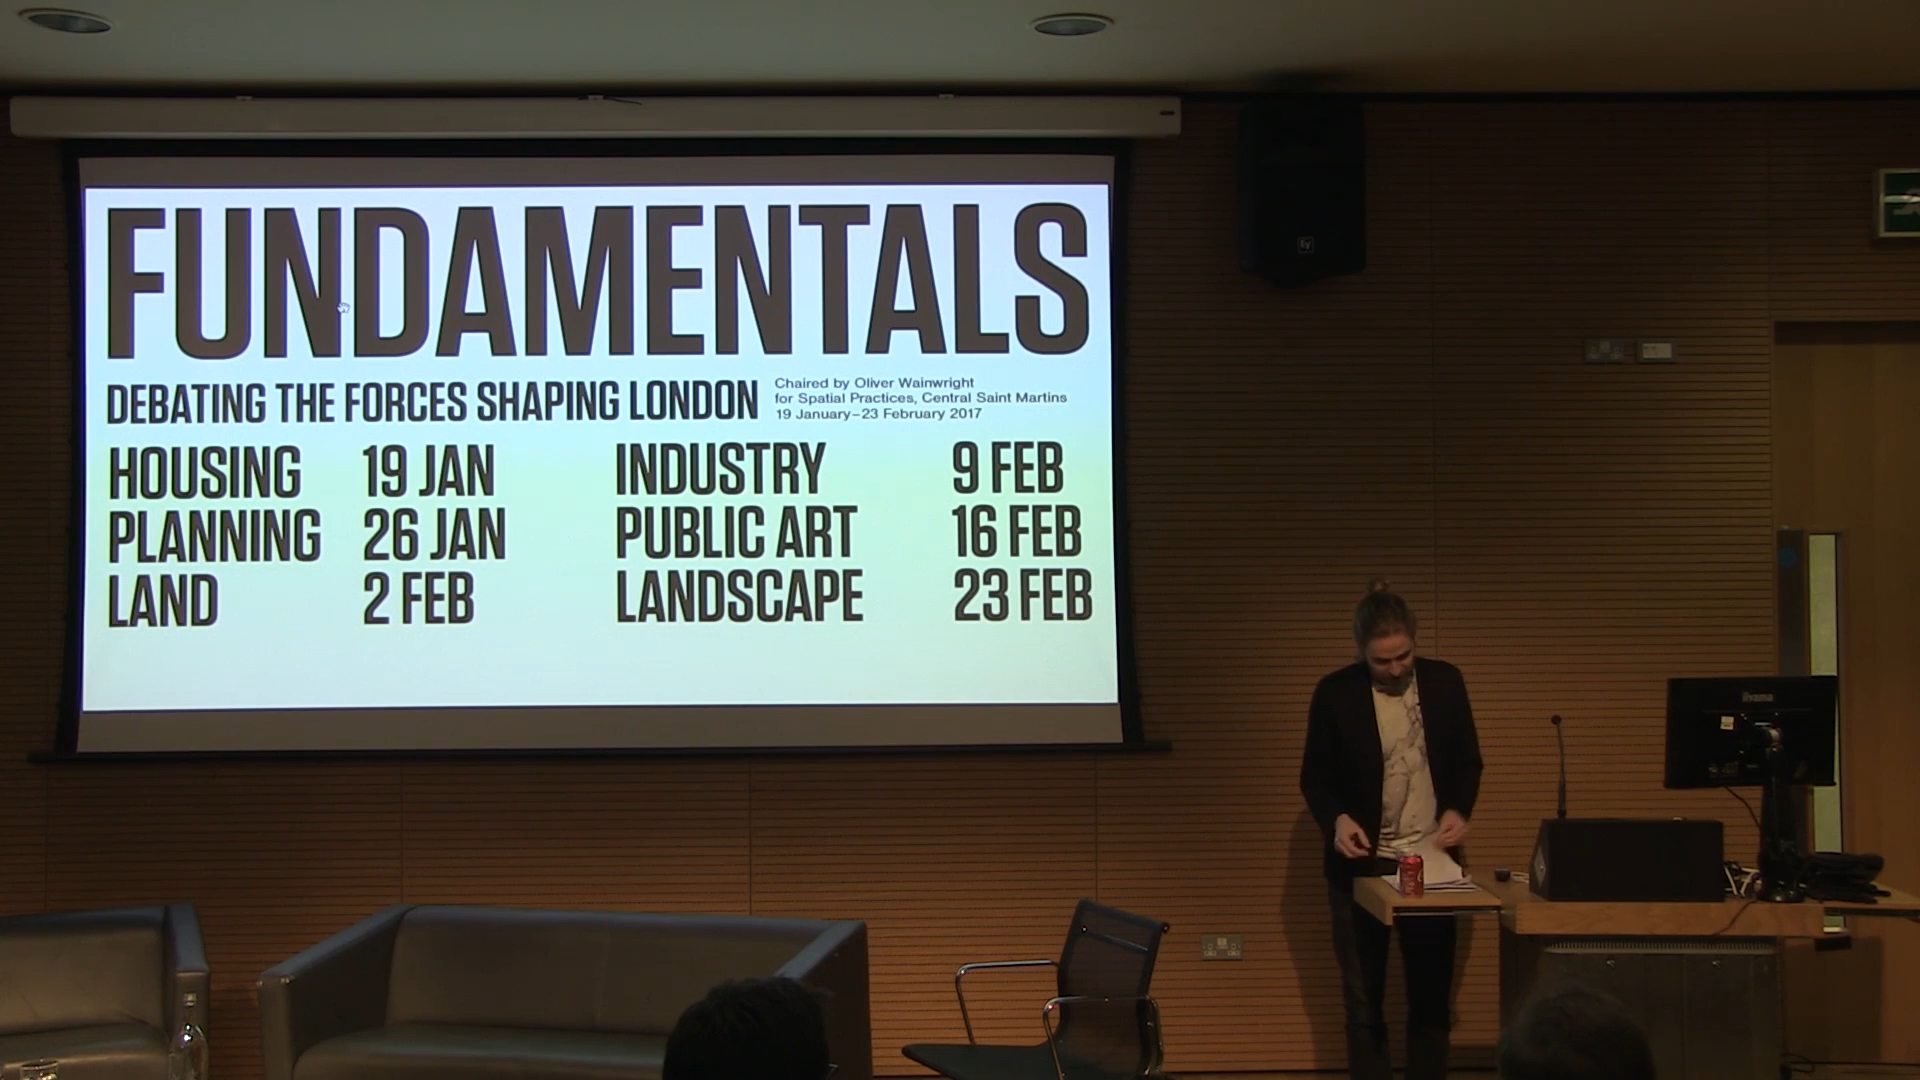 FUNDAMENTALS
DEBATING THE FORCES SHAPING LONDON
Chaired by Oliver Wainwright
for Spatial Practices, Central Saint Martins
19 January–23 February 2017
HOUSING 19 JAN
PLANNING 26 JAN
LAND 2 FEB
INDUSTRY 9 FEB
PUBLIC ART 16 FEB
LANDSCAPE 23 FEB
EV
iiyama